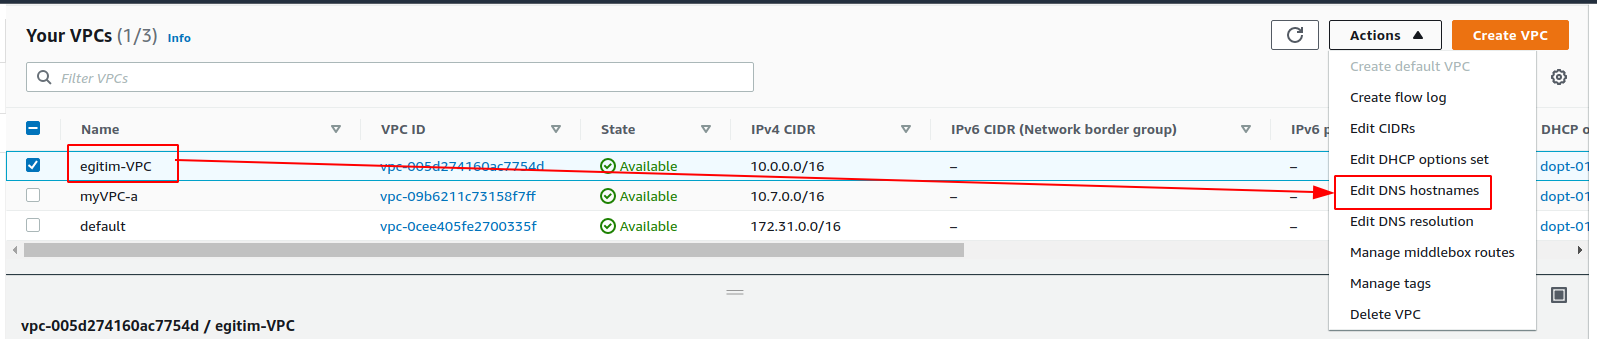 Your VPCs (1/3) Info
Actions ▲
Create VPC
Filter VPCs
Create default VPC
Create flow log
Edit CIDRs
Edit DHCP options set
Edit DNS hostnames
Edit DNS resolution
Manage middlebox routes
Manage tags
Delete VPC
Name VPC ID State IPv4 CIDR IPv6 CIDR (Network border group) IPv6 p DHCP o
egitim-VPC vpc-005d274160ac7754d Available 10.0.0.0/16 – – dopt-01
myVPC-a vpc-09b6211c73158f7ff Available 10.7.0.0/16 – – dopt-01
default vpc-0cee405fe2700335f Available 172.31.0.0/16 – – dopt-01
vpc-005d274160ac7754d / egitim-VPC